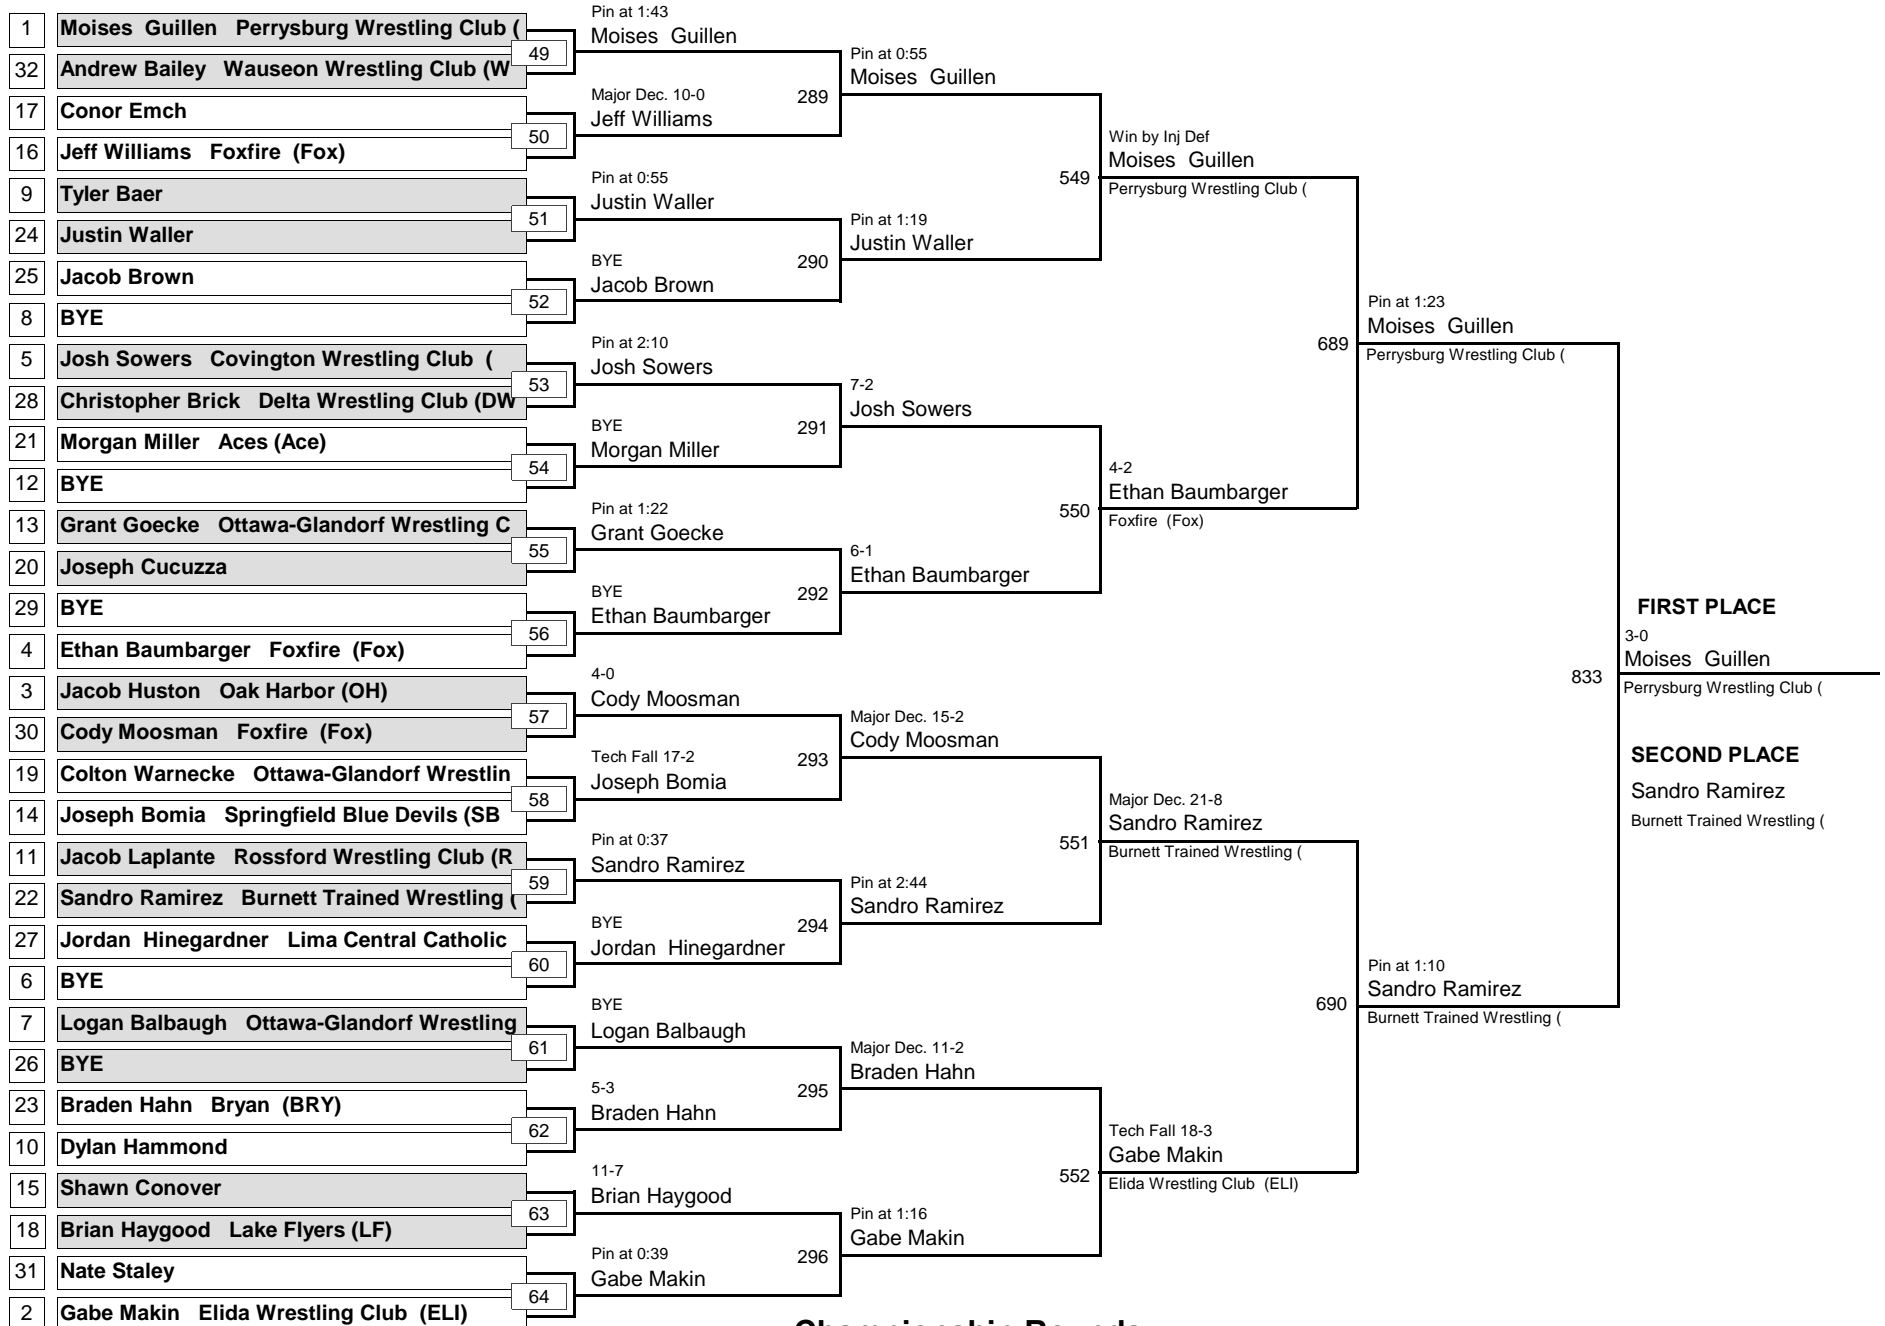 1 Moises Guillen Perrysburg Wrestling Club (
32 Andrew Bailey Wauseon Wrestling Club (W
17 Conor Emch
16 Jeff Williams Foxfire (Fox)
9 Tyler Baer
24 Justin Waller
25 Jacob Brown
8 BYE
5 Josh Sowers Covington Wrestling Club (
28 Christopher Brick Delta Wrestling Club (DW
21 Morgan Miller Aces (Ace)
12 BYE
13 Grant Goecke Ottawa-Glandorf Wrestling C
20 Joseph Cucuzza
29 BYE
4 Ethan Baumbarger Foxfire (Fox)
3 Jacob Huston Oak Harbor (OH)
30 Cody Moosman Foxfire (Fox)
19 Colton Warnecke Ottawa-Glandorf Wrestlin
14 Joseph Bomia Springfield Blue Devils (SB
11 Jacob Laplante Rossford Wrestling Club (R
22 Sandro Ramirez Burnett Trained Wrestling (
27 Jordan Hinegardner Lima Central Catholic
6 BYE
7 Logan Balbaugh Ottawa-Glandorf Wrestling
26 BYE
23 Braden Hahn Bryan (BRY)
10 Dylan Hammond
15 Shawn Conover
18 Brian Haygood Lake Flyers (LF)
31 Nate Staley
2 Gabe Makin Elida Wrestling Club (ELI)
49
50
51
52
53
54
55
56
57
58
59
60
61
62
63
64
Pin at 1:43
Moises Guillen
Major Dec. 10-0
Jeff Williams
Pin at 0:55
Justin Waller
BYE
Jacob Brown
Pin at 2:10
Josh Sowers
BYE
Morgan Miller
Pin at 1:22
Grant Goecke
BYE
Ethan Baumbarger
4-0
Cody Moosman
Tech Fall 17-2
Joseph Bomia
Pin at 0:37
Sandro Ramirez
BYE
Jordan Hinegardner
BYE
Logan Balbaugh
5-3
Braden Hahn
11-7
Brian Haygood
Pin at 0:39
Gabe Makin
289
290
291
292
293
294
295
296
Pin at 0:55
Moises Guillen
Pin at 1:19
Justin Waller
7-2
Josh Sowers
6-1
Ethan Baumbarger
Major Dec. 15-2
Cody Moosman
Pin at 2:44
Sandro Ramirez
Major Dec. 11-2
Braden Hahn
Pin at 1:16
Gabe Makin
549
550
551
552
Win by Inj Def
Moises Guillen
Perrysburg Wrestling Club (
4-2
Ethan Baumbarger
Foxfire (Fox)
Major Dec. 21-8
Sandro Ramirez
Burnett Trained Wrestling (
Tech Fall 18-3
Gabe Makin
Elida Wrestling Club (ELI)
689
690
Pin at 1:23
Moises Guillen
Perrysburg Wrestling Club (
Pin at 1:10
Sandro Ramirez
Burnett Trained Wrestling (
833
FIRST PLACE
3-0
Moises Guillen
Perrysburg Wrestling Club (
SECOND PLACE
Sandro Ramirez
Burnett Trained Wrestling (
Championship Rounds